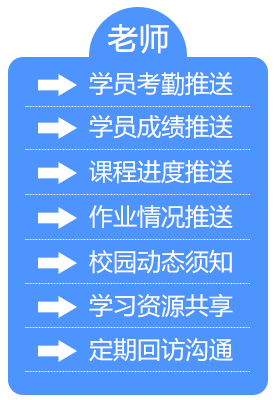 老师
学员考勤推送
学员成绩推送
课程进度推送
作业情况推送
校园动态须知
学习资源共享
定期回访沟通